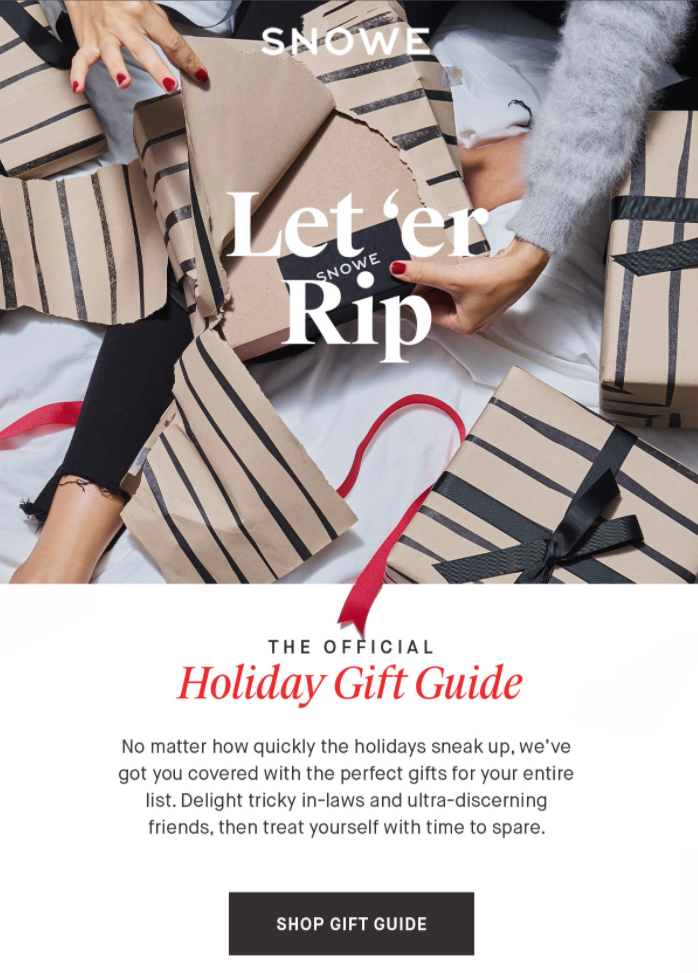 SNOWE
Let ‘er
SNOWE
Rip
THE OFFICIAL
Holiday Gift Guide
No matter how quickly the holidays sneak up, we’ve
got you covered with the perfect gifts for your entire
list. Delight tricky in-laws and ultra-discerning
friends, then treat yourself with time to spare.
SHOP GIFT GUIDE